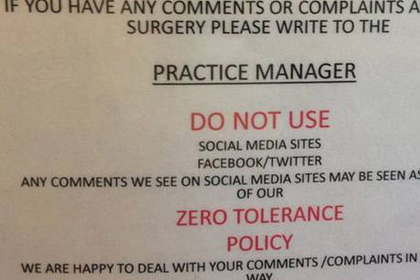 IF YOU HAVE ANY COMMENTS OR COMPLAINTS A
SURGERY PLEASE WRITE TO THE
PRACTICE MANAGER
DO NOT USE
SOCIAL MEDIA SITES
FACEBOOK/TWITTER
ANY COMMENTS WE SEE ON SOCIAL MEDIA SITES MAY BE SEEN AS
OF OUR
ZERO TOLERANCE
POLICY
WE ARE HAPPY TO DEAL WITH YOUR COMMENTS /COMPLAINTS IN
WAY